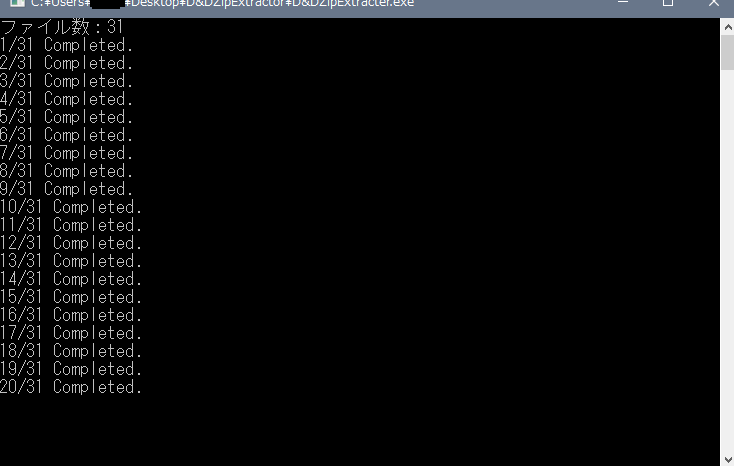 C:¥Users¥ ¥Desktop¥D&DZipExtractor¥D&DZipExtracter.exe
ファイル数：31
1/31 Completed.
2/31 Completed.
3/31 Completed.
4/31 Completed.
5/31 Completed.
6/31 Completed.
7/31 Completed.
8/31 Completed.
9/31 Completed.
10/31 Completed.
11/31 Completed.
12/31 Completed.
13/31 Completed.
14/31 Completed.
15/31 Completed.
16/31 Completed.
17/31 Completed.
18/31 Completed.
19/31 Completed.
20/31 Completed.